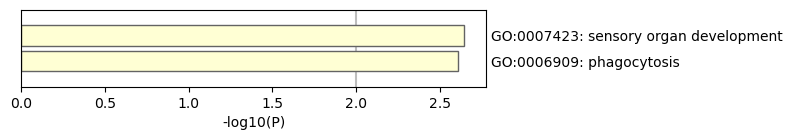 GO:0007423: sensory organ development
GO:0006909: phagocytosis
0.0 0.5 1.0 1.5 2.0 2.5
-log10(P)